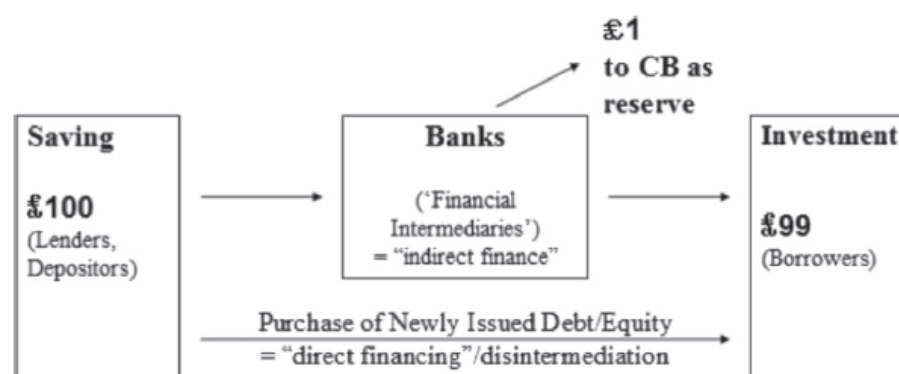 £1
to CB as
reserve
Saving
£100
(Lenders,
Depositors)
Banks
('Financial
Intermediaries')
= "indirect finance"
Investment
£99
(Borrowers)
Purchase of Newly Issued Debt/Equity
= "direct financing"/disintermediation